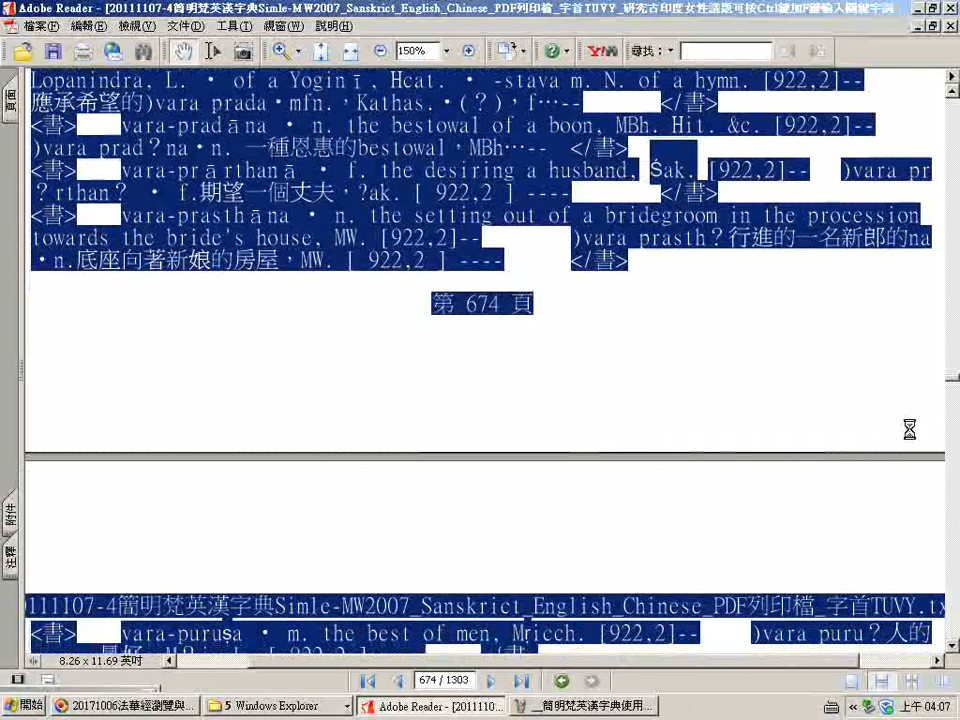 Adobe Reader - [20111107-4簡明梵英漢字典Simle-MW2007_Sanskrict_English_Chinese_PDF列印檔_字首TUVY_研究古印度女性議題可按Ctrl鍵加F鍵輸入關鍵字詞
檔案(F) 編輯(E) 檢視(V) 文件(D) 工具(T) 視窗(W) 說明(H)
150% Y! 尋找：
頁面
Lopanindra, L. • of a Yoginī, Hcat. • -stava m. N. of a hymn. [922,2]--
應承希望的)vara prada•mfn.，Kathas.•(？)，f…-- </書>
<書> vara-pradāna • n. the bestowal of a boon, MBh. Hit. &c. [922,2]--
)vara prad？na•n. 一種恩惠的bestowal，MBh…-- </書>
<書> vara-prārthanā • f. the desiring a husband, Śak. [922,2]-- )vara pr
？rthan？ • f.期望一個丈夫，?ak. [ 922,2 ] ---- </書>
<書> vara-prasthāna • n. the setting out of a bridegroom in the procession
towards the bride's house, MW. [922,2]-- )vara prasth？行進的一名新郎的na
•n.底座向著新娘的房屋，MW. [ 922,2 ] ---- </書>
第 674 頁
附件
注釋
111107-4簡明梵英漢字典Simle-MW2007_Sanskrict_English_Chinese_PDF列印檔_字首TUVY.tx
<書> vara-puruṣa • m. the best of men, Mṛicch. [922,2]-- )vara puru？人的
8.26 x 11.69 英吋
674 / 1303
開始 20171006法華經瀏覽與... 5 Windows Explorer Adobe Reader - [2011110... __簡明梵英漢字典使用... 上午 04:07